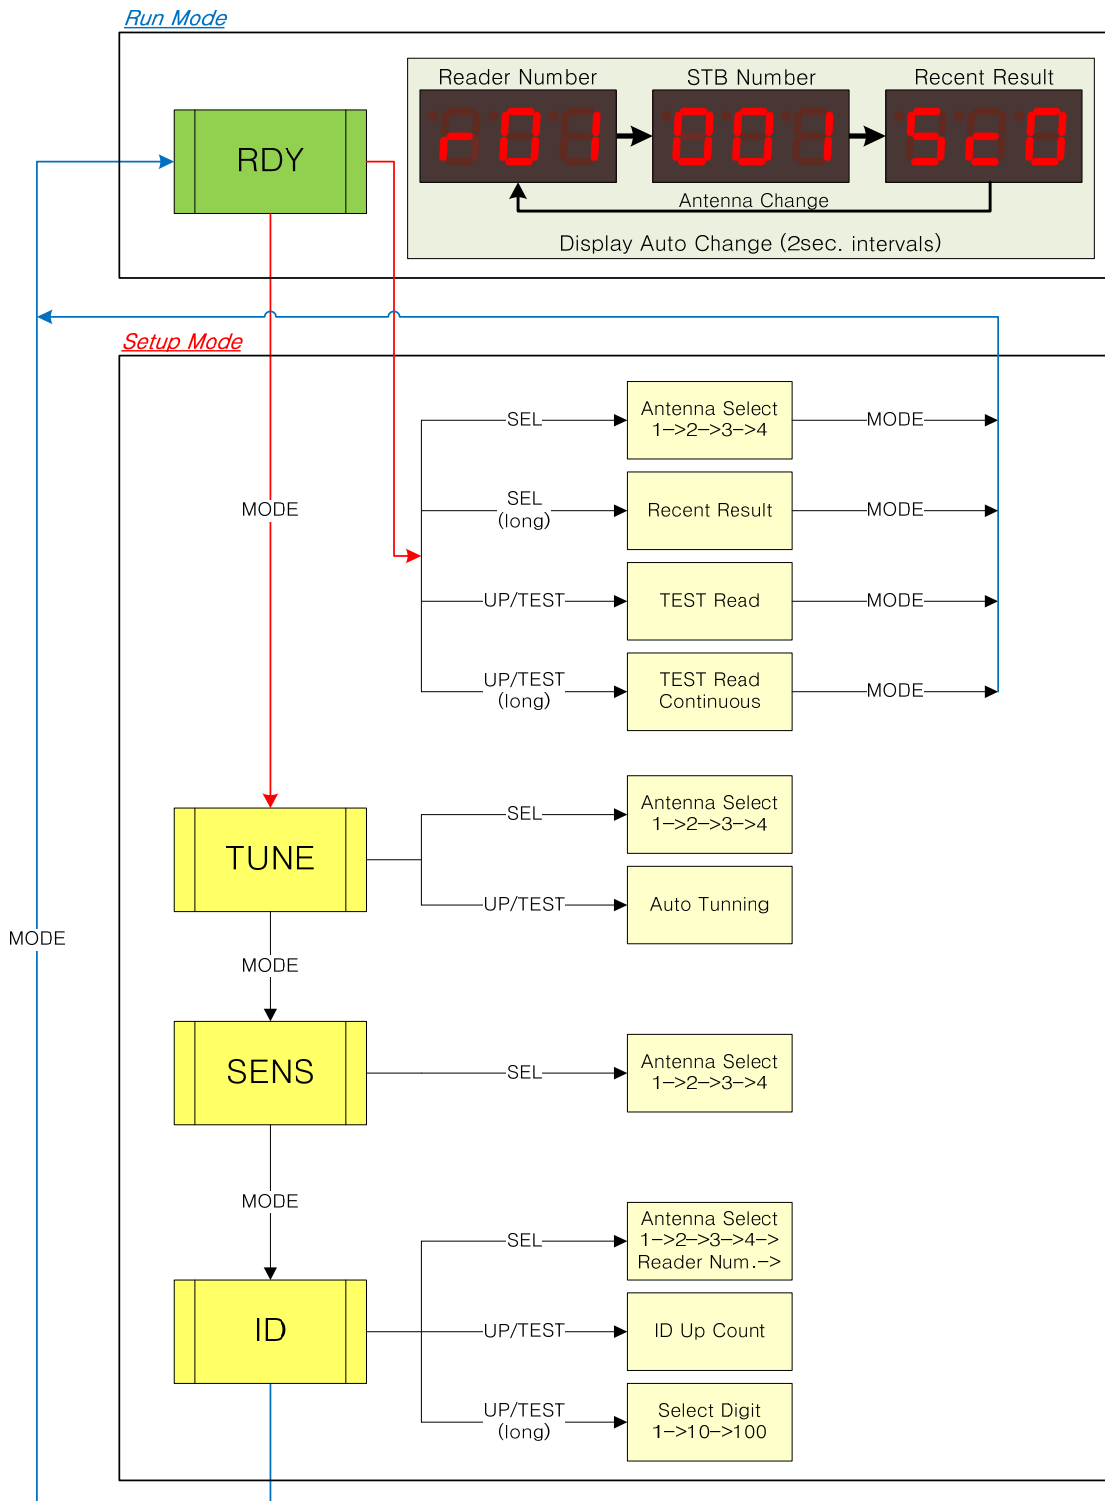 Run Mode
Reader Number
STB Number
Recent Result
RDY
r01
001
Sc0
Antenna Change
Display Auto Change (2sec. intervals)
Setup Mode
SEL
Antenna Select
1->2->3->4
MODE
MODE
SEL
(long)
Recent Result
MODE
UP/TEST
TEST Read
MODE
UP/TEST
(long)
TEST Read
Continuous
MODE
TUNE
SEL
Antenna Select
1->2->3->4
UP/TEST
Auto Tunning
MODE
MODE
SENS
SEL
Antenna Select
1->2->3->4
MODE
ID
SEL
Antenna Select
1->2->3->4->
Reader Num.->
UP/TEST
ID Up Count
UP/TEST
(long)
Select Digit
1->10->100